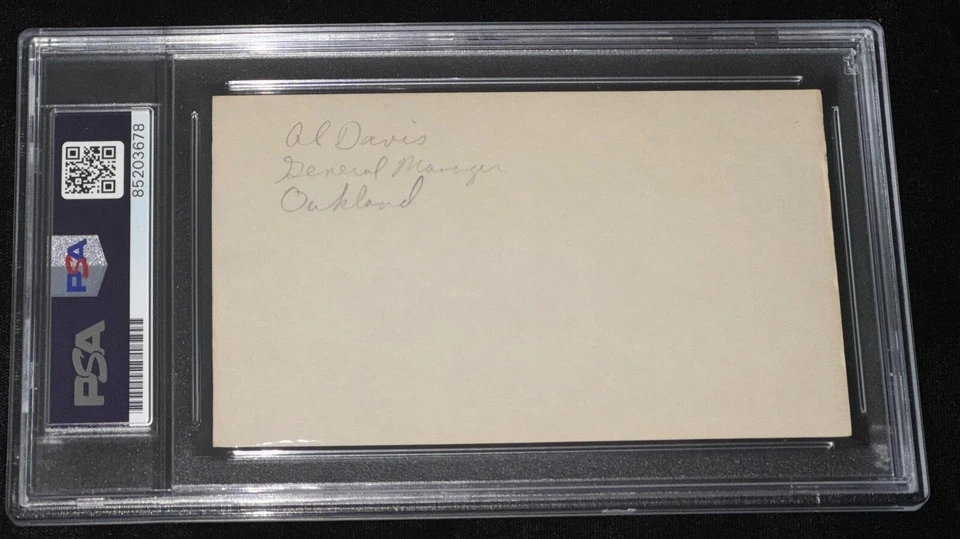 Al Davis
General Manager
Oakland
85203678
PSA
PSA